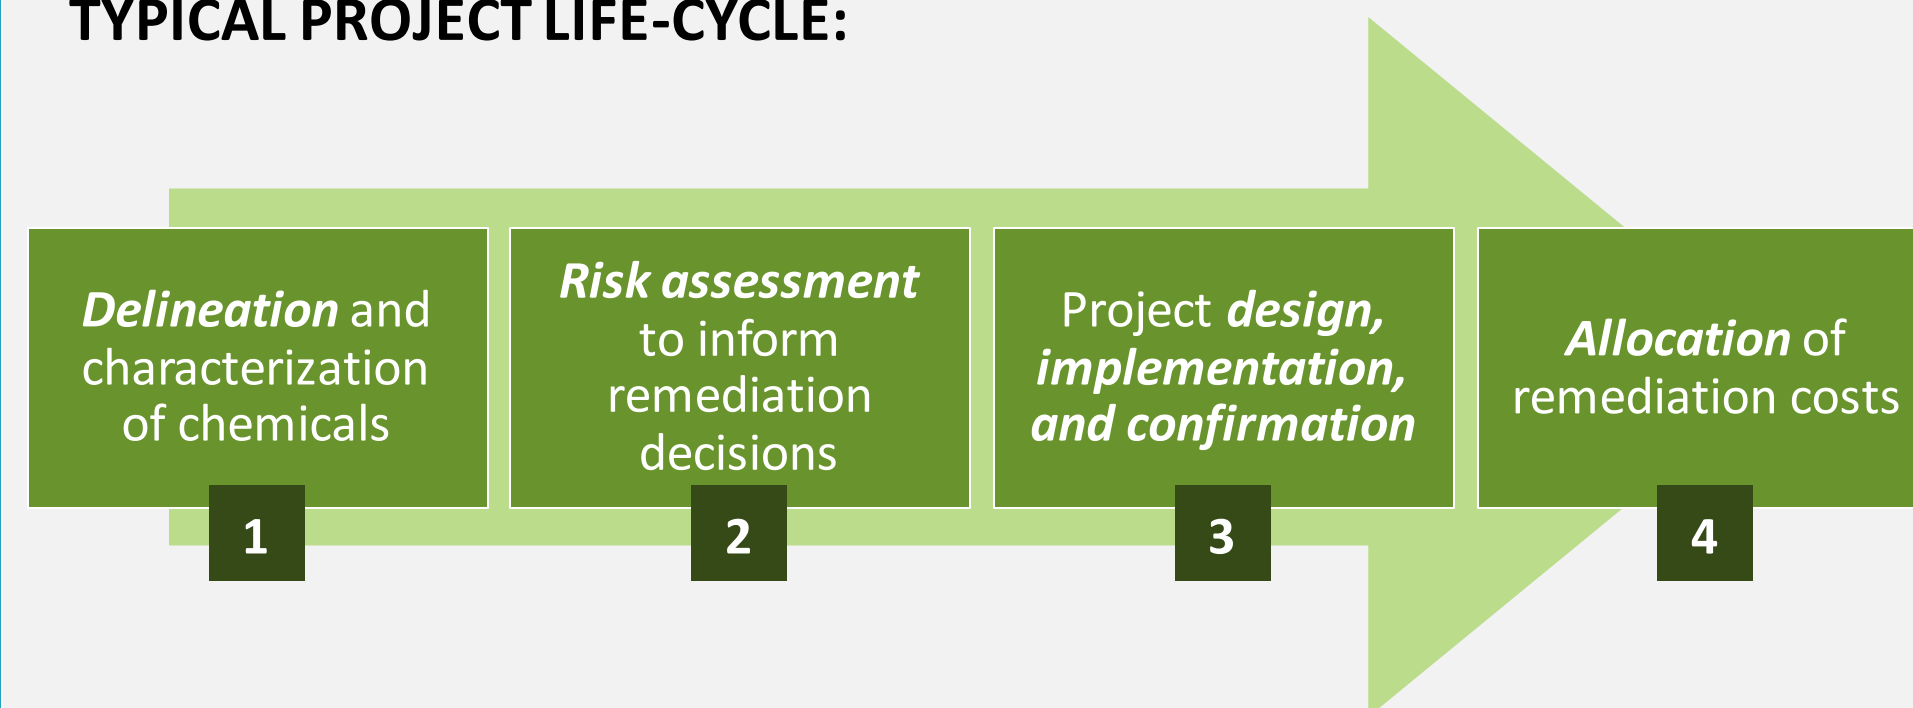 TYPICAL PROJECT LIFE-CYCLE:
Delineation and
characterization
of chemicals
1
Risk assessment
to inform
remediation
decisions
2
Project design,
implementation,
and confirmation
3
Allocation of
remediation costs
4